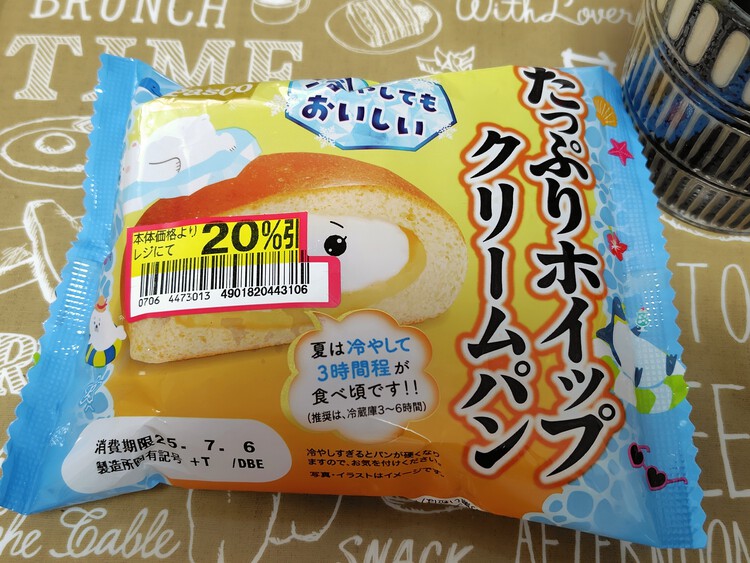 BRUNCH
TIME
With Love
Pasco
冷やしても
おいしい
たっぷりホイップ
クリームパン
本体価格より
レジにて
20%引
0706 4473013 4901820443106
夏は冷やして
3時間程が
食べ頃です!!
(推奨は、冷蔵庫3~6時間)
消費期限25. 7. 6
製造所固有記号 +T /DBE
冷やしすぎるとパンが硬くなり
ますので、お気を付けください。
写真・イラストはイメージです。
the Table
SNACK
AFTERNOON